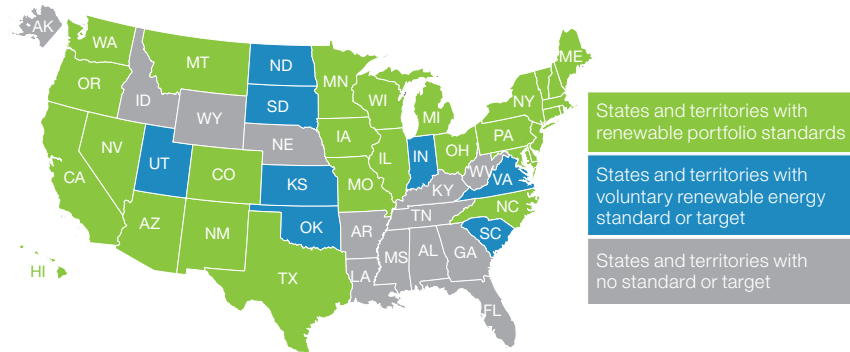 AK
WA
OR
ID
MT
WY
ND
SD
NE
MN
WI
MI
IA
IL
IN
OH
PA
NY
ME
NV
UT
CO
KS
MO
KY
WV
VA
NC
CA
AZ
NM
OK
AR
TN
SC
HI
TX
LA
MS
AL
GA
FL
States and territories with
renewable portfolio standards
States and territories with
voluntary renewable energy
standard or target
States and territories with
no standard or target